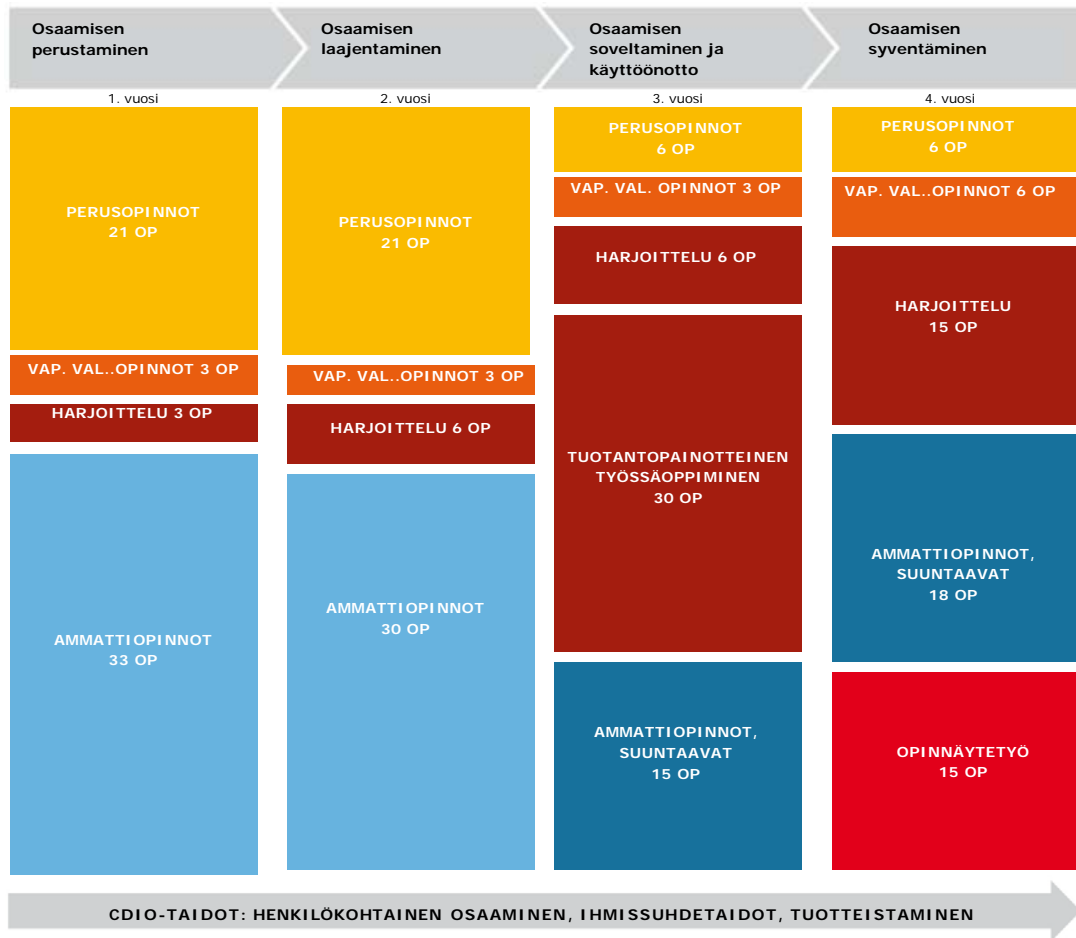 Osaamisen
perustaminen
Osaamisen
laajentaminen
Osaamisen
soveltaminen ja
käyttöönotto
Osaamisen
syventäminen
1. vuosi
2. vuosi
3. vuosi
4. vuosi
PERUSOPINNOT
21 OP
VAP. VAL..OPINNOT 3 OP
HARJOITTELU 3 OP
AMMATTIOPINNOT
33 OP
PERUSOPINNOT
21 OP
VAP. VAL..OPINNOT 3 OP
HARJOITTELU 6 OP
AMMATTIOPINNOT
30 OP
PERUSOPINNOT
6 OP
VAP. VAL. OPINNOT 3 OP
HARJOITTELU 6 OP
TUOTANTOPAINOTTEINEN
TYÖSSÄOPPIMINEN
30 OP
AMMATTIOPINNOT,
SUUNTAAVAT
15 OP
PERUSOPINNOT
6 OP
VAP. VAL..OPINNOT 6 OP
HARJOITTELU
15 OP
AMMATTIOPINNOT,
SUUNTAAVAT
18 OP
OPINNÄYTETYÖ
15 OP
CDIO-TAIDOT: HENKILÖKOHTAINEN OSAAMINEN, IHMISSUHDETAIDOT, TUOTTEISTAMINEN